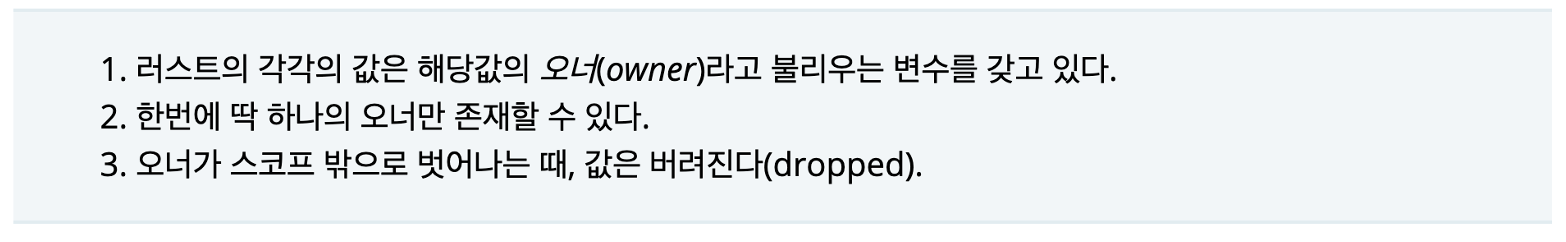 1. 러스트의 각각의 값은 해당값의 오너(owner)라고 불리우는 변수를 갖고 있다.
2. 한번에 딱 하나의 오너만 존재할 수 있다.
3. 오너가 스코프 밖으로 벗어나는 때, 값은 버려진다(dropped).